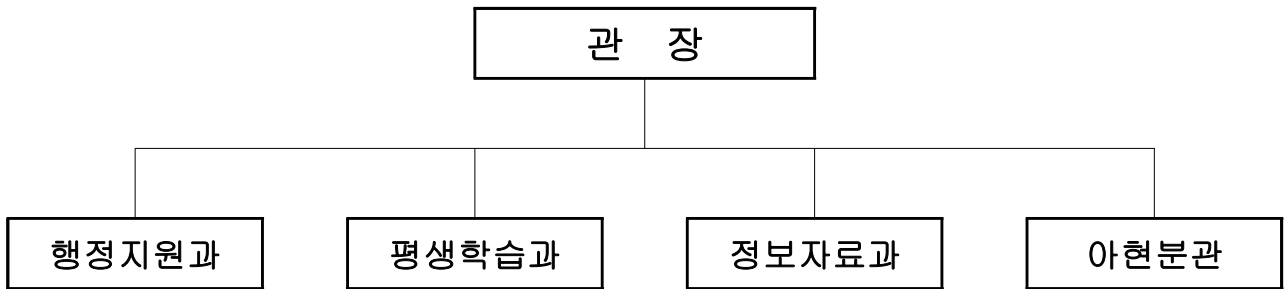 관 장
행정지원과
평생학습과
정보자료과
아현분관